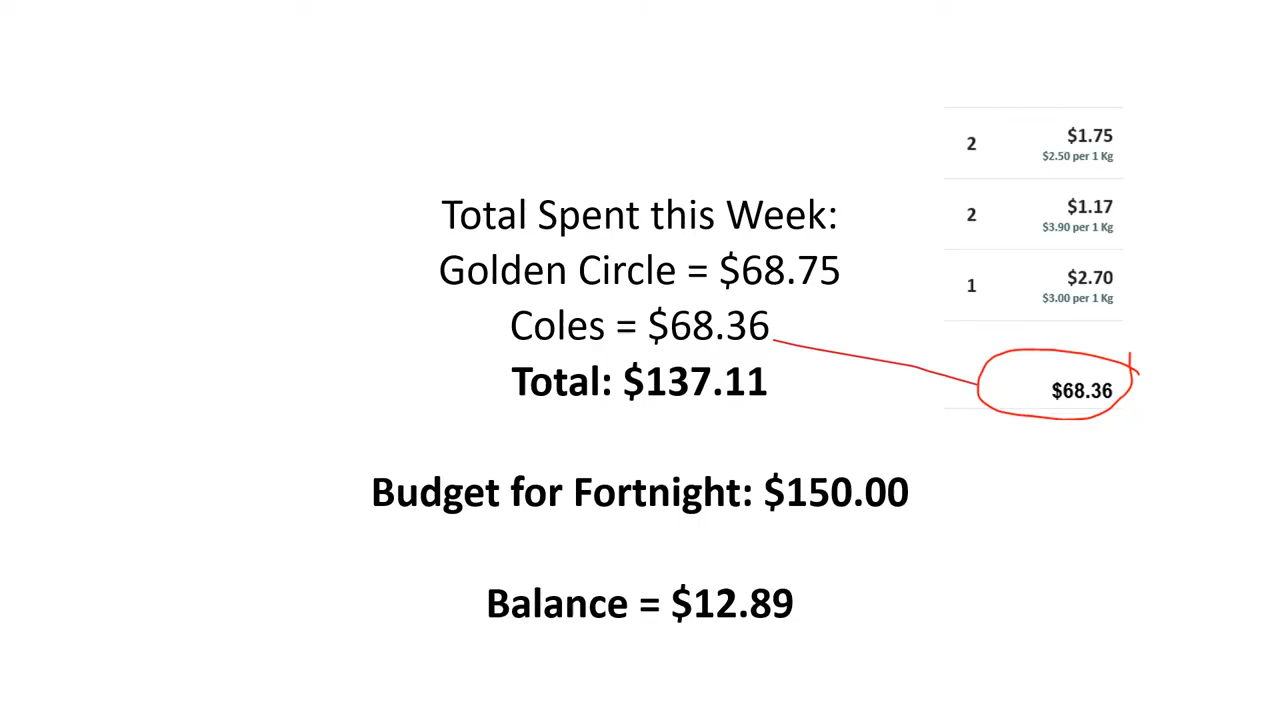 Total Spent this Week:
Golden Circle = $68.75
Coles = $68.36
Total: $137.11
Budget for Fortnight: $150.00
Balance = $12.89
2 $1.75
$2.50 per 1 Kg
2 $1.17
$3.90 per 1 Kg
1 $2.70
$3.00 per 1 Kg
$68.36